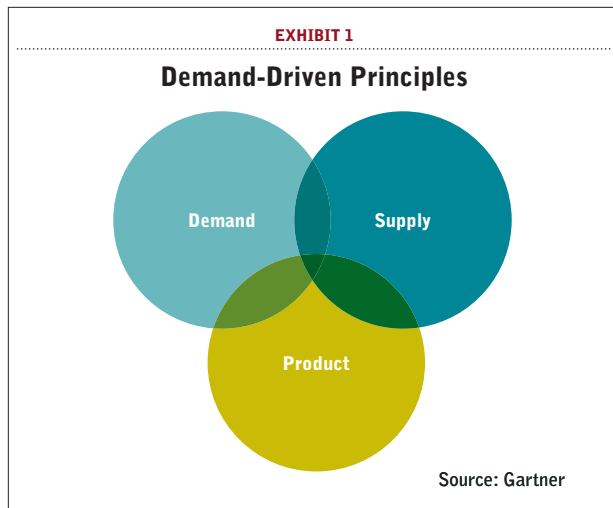 EXHIBIT 1
Demand-Driven Principles
Demand
Supply
Product
Source: Gartner